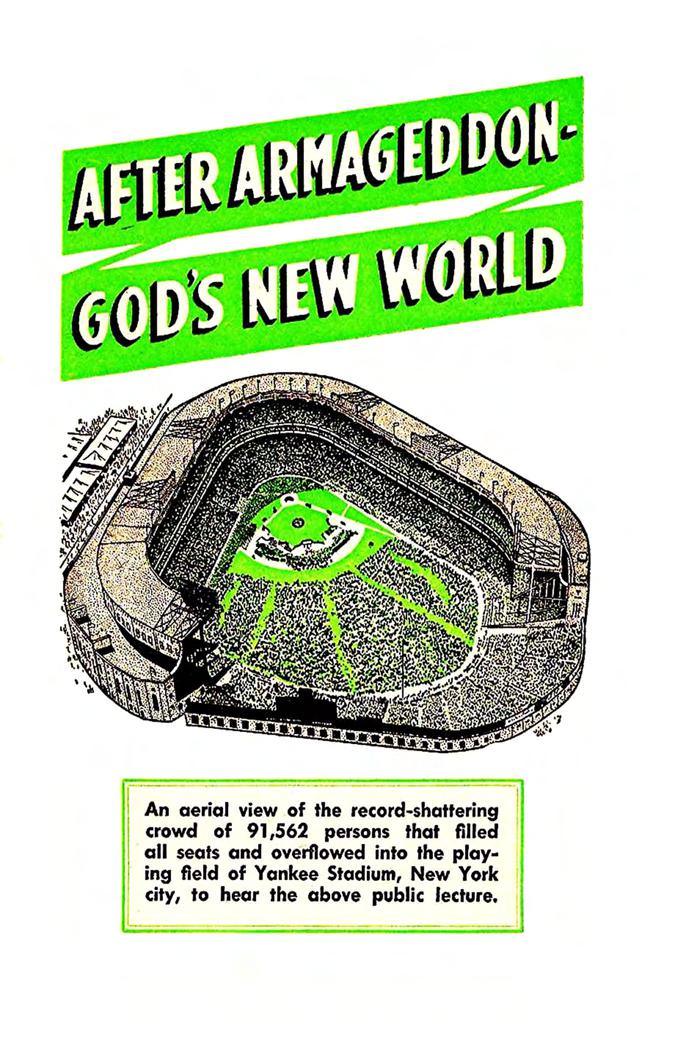 AFTER ARMAGEDDON-
GOD'S NEW WORLD
An aerial view of the record-shattering
crowd of 91,562 persons that filled
all seats and overflowed into the play-
ing field of Yankee Stadium, New York
city, to hear the above public lecture.